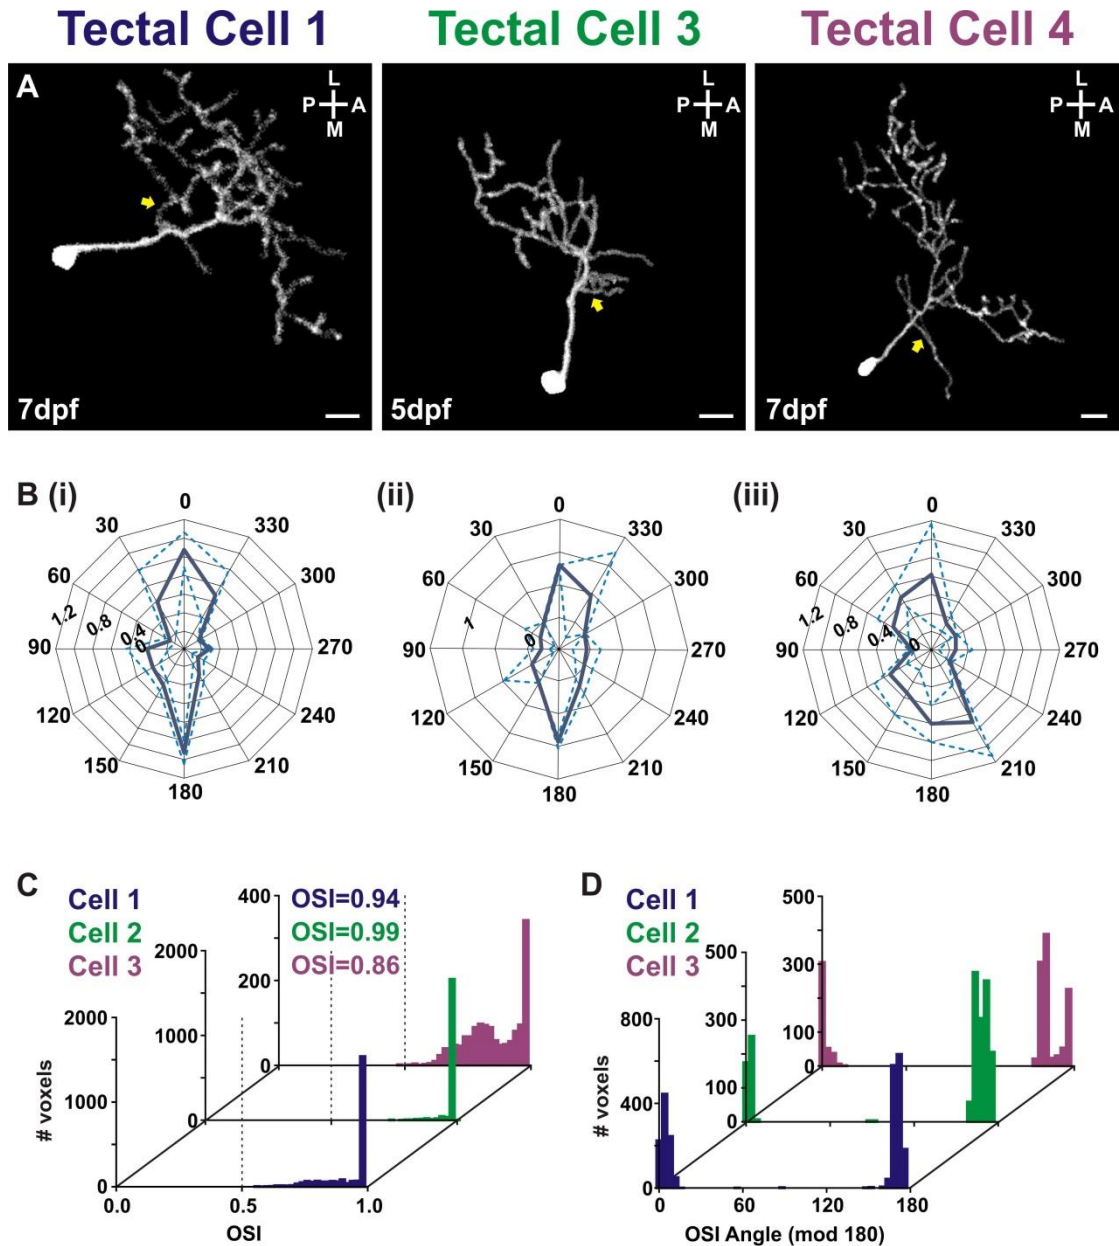 Tectal Cell 1 Tectal Cell 3 Tectal Cell 4
A
L
P A
M
7dpf
L
P A
M
5dpf
L
P A
M
7dpf
B (i)
0
30 330
60 300
1.2 0.8 0.4 0
90 270
120 240
150 210
180
(ii)
0
30 330
60 300
1 0
90 270
120 240
150 210
180
(iii)
0
30 330
60 300
1.2 0.8 0.4 0
90 270
120 240
150 210
180
C
Cell 1 OSI=0.94
Cell 2 OSI=0.99
Cell 3 OSI=0.86
400
200
0
2000
1000
0
2000
1000
0
# voxels
0.0 0.5 1.0
OSI
D
Cell 1
Cell 2
Cell 3
500
300
100
0
500
300
100
0
800
400
0
# voxels
0 60 120 180
OSI Angle (mod 180)